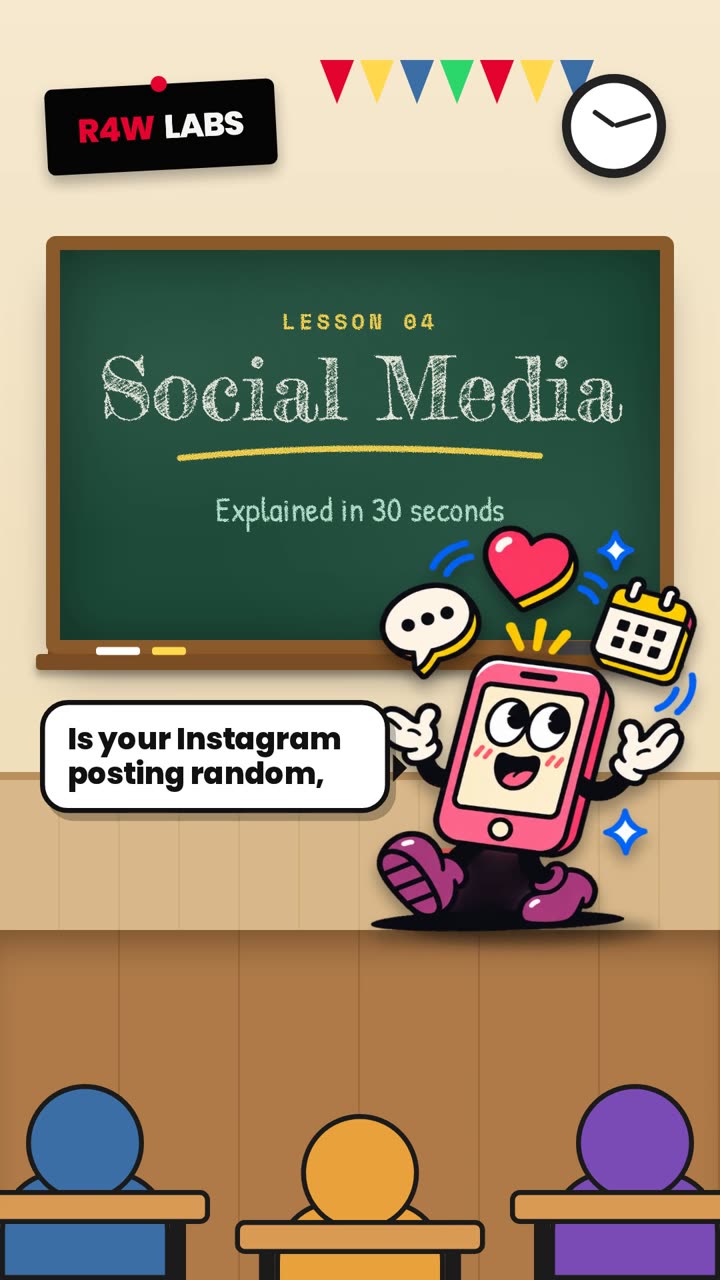 R4W LABS
LESSON 04
Social Media
Explained in 30 seconds
Is your Instagram
posting random,